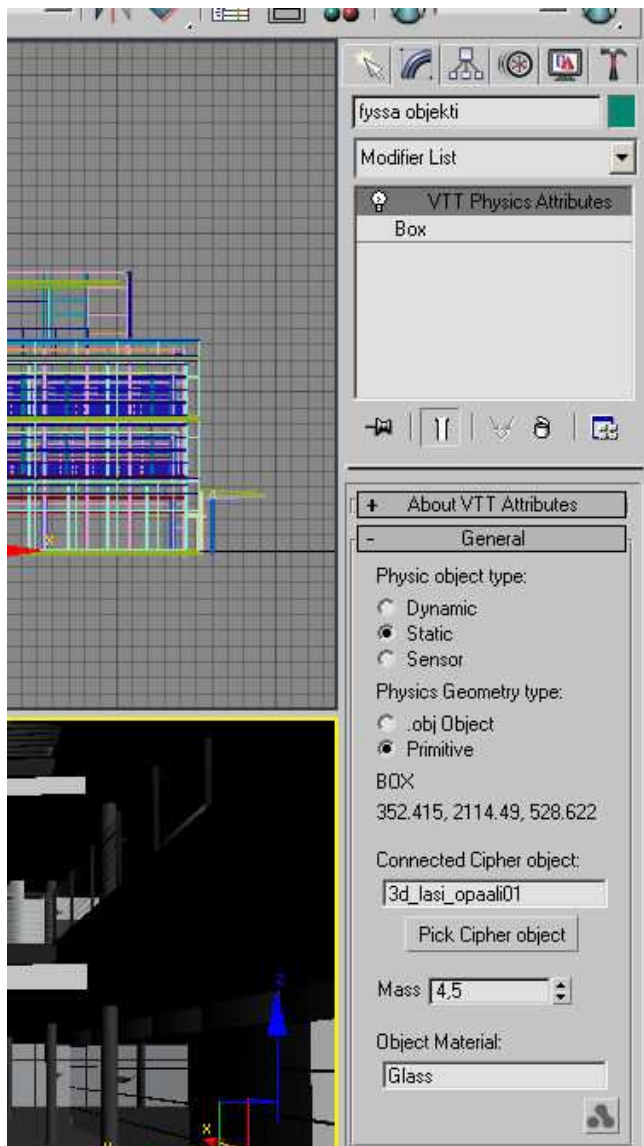 fyssa objekti
Modifier List
VTT Physics Attributes
Box
x
+ About VTT Attributes
- General
Physic object type:
Dynamic
Static
Sensor
Physics Geometry type:
.obj Object
Primitive
BOX
352.415, 2114.49, 528.622
Connected Cipher object:
3d_lasi_opaali01
Pick Cipher object
Mass 4,5
Object Material:
Glass
z
x
y